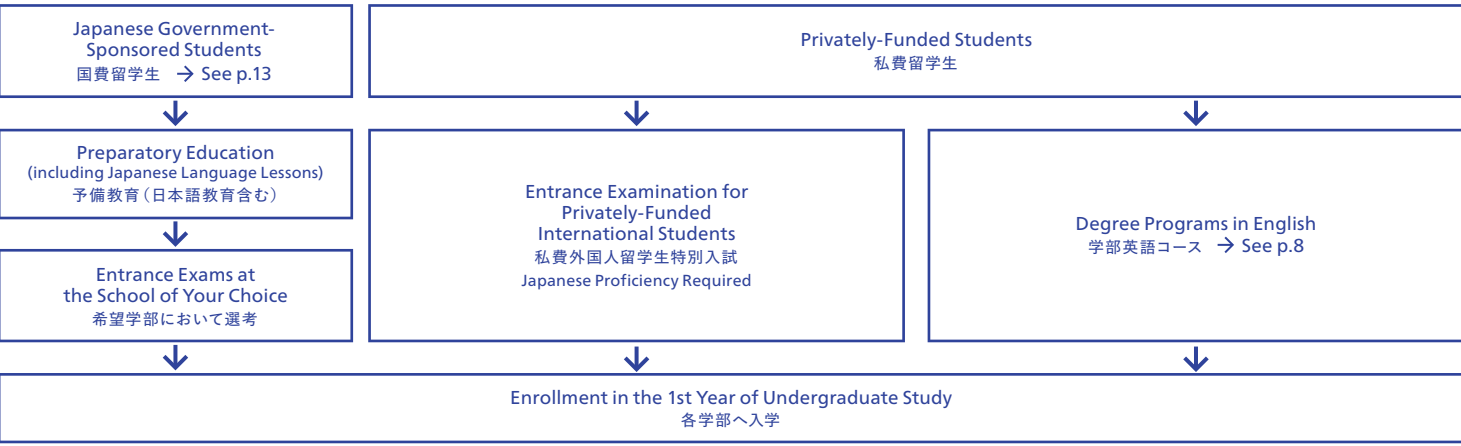 Japanese Government-
Sponsored Students
国費留学生 → See p.13
Privately-Funded Students
私費留学生
Preparatory Education
(including Japanese Language Lessons)
予備教育(日本語教育含む)
Entrance Exams at
the School of Your Choice
希望学部において選考
Entrance Examination for
Privately-Funded
International Students
私費外国人留学生特別入試
Japanese Proficiency Required
Degree Programs in English
学部英語コース → See p.8
Enrollment in the 1st Year of Undergraduate Study
各学部へ入学